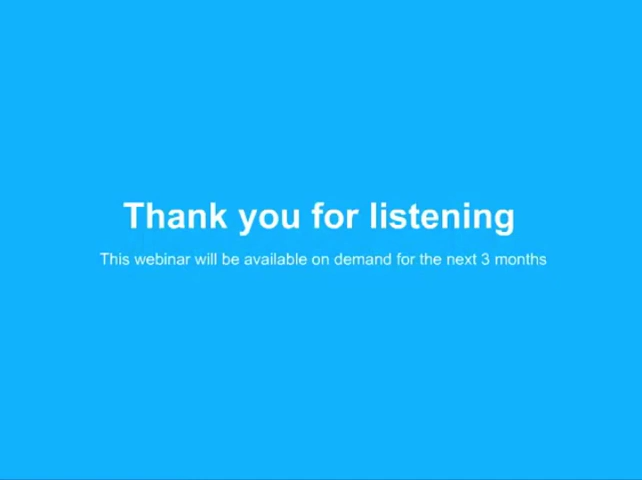 Thank you for listening
This webinar will be available on demand for the next 3 months